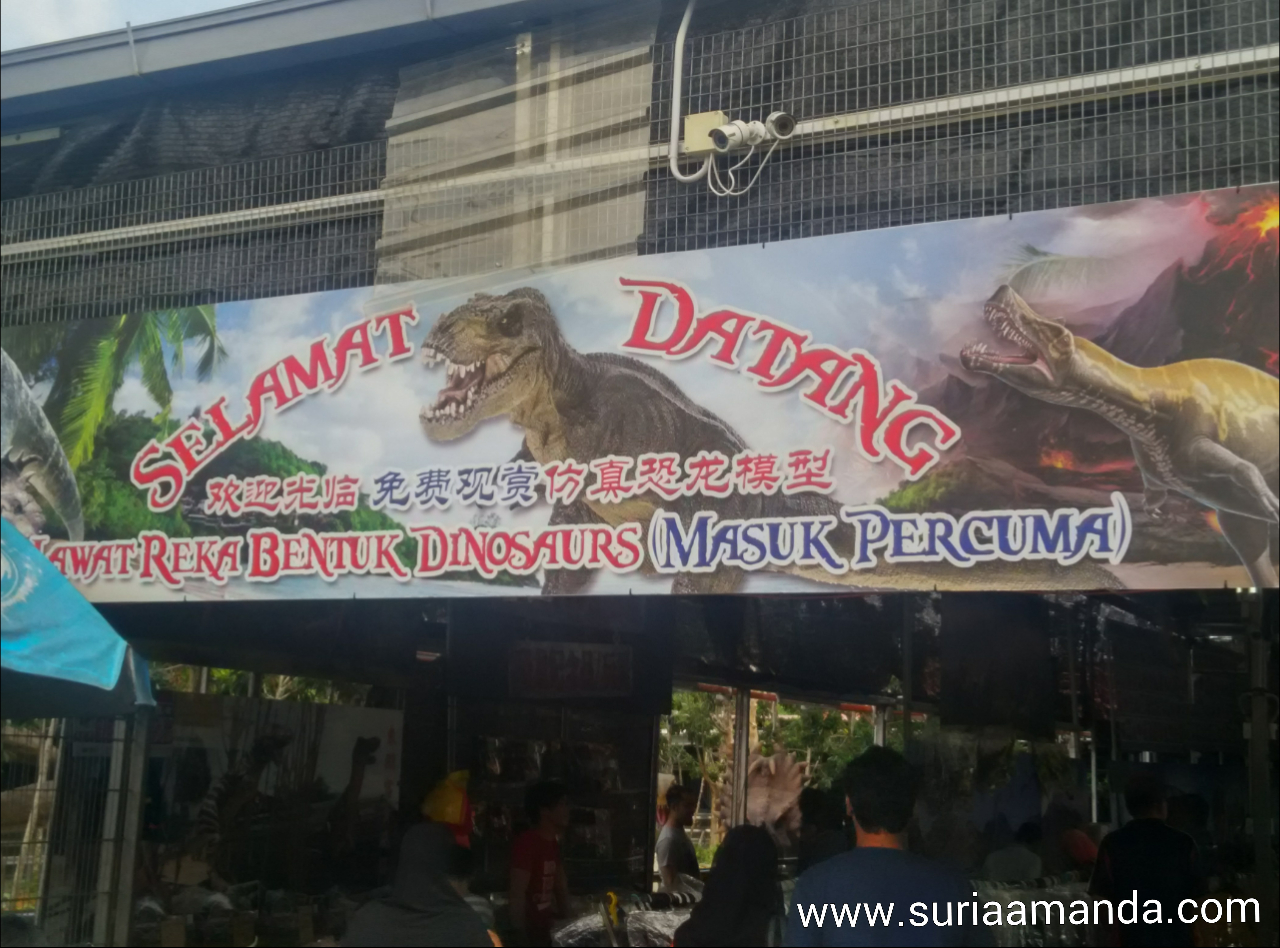 SELAMAT DATANG
欢迎光临 免费观赏仿真恐龙模型
REKA BENTUK DINOSAURS (MASUK PERCUMA)
www.suriaamanda.com